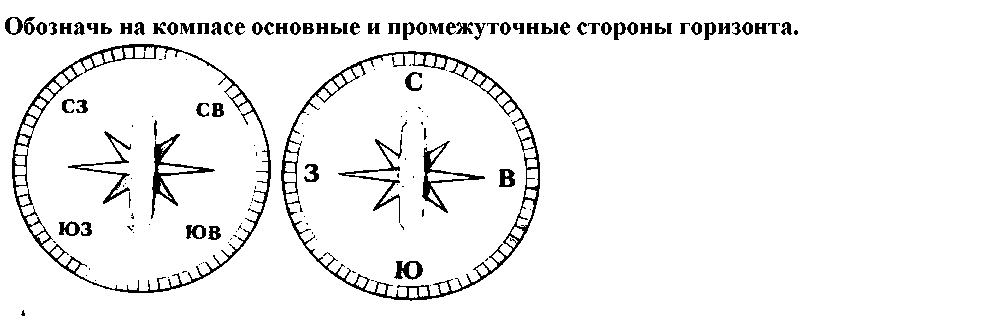 Обозначь на компасе основные и промежуточные стороны горизонта.
СЗ СВ
ЮЗ ЮВ
С
З В
Ю